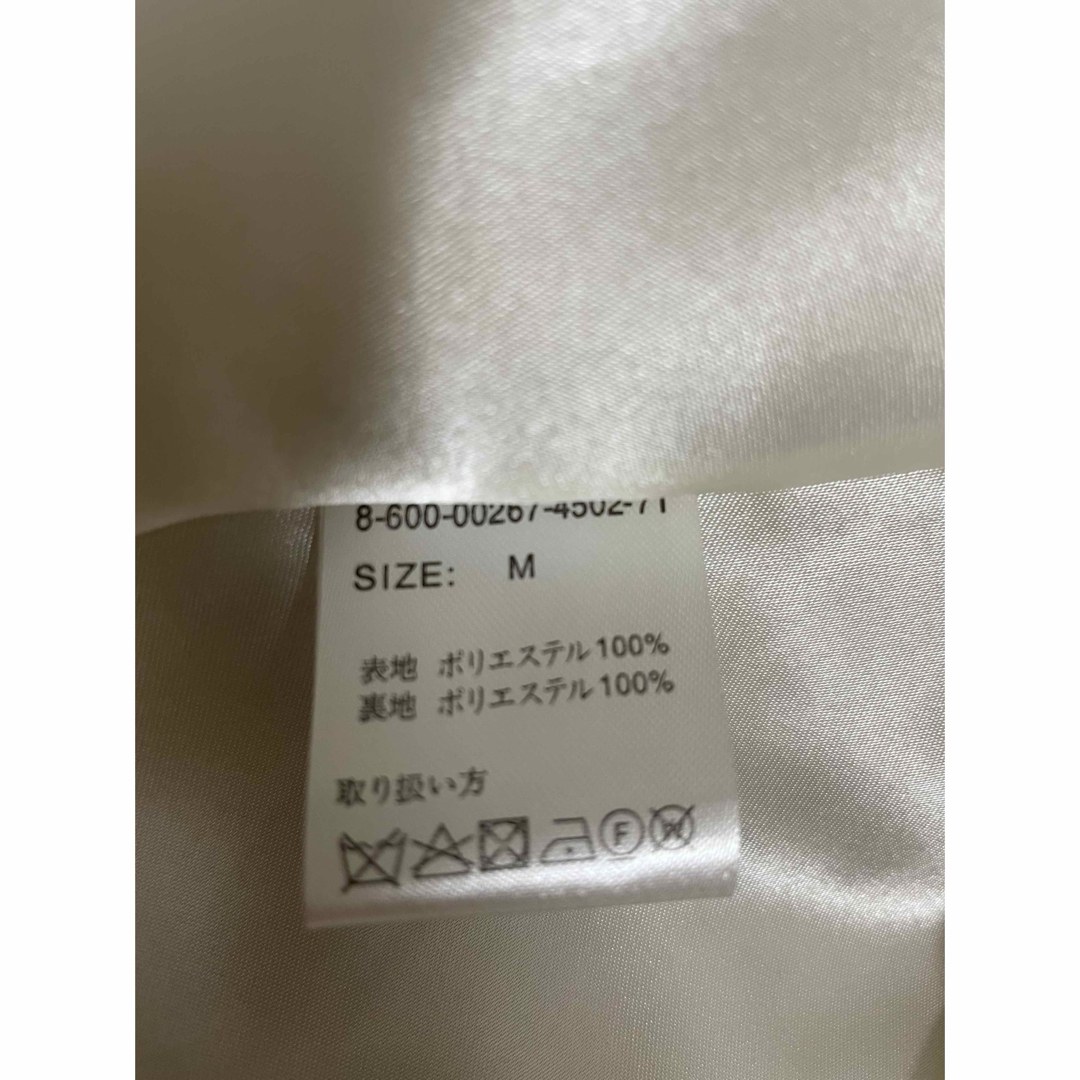 8-600-00267-4502-71
SIZE: M
表地 ポリエステル100%
裏地 ポリエステル100%
取り扱い方
F W